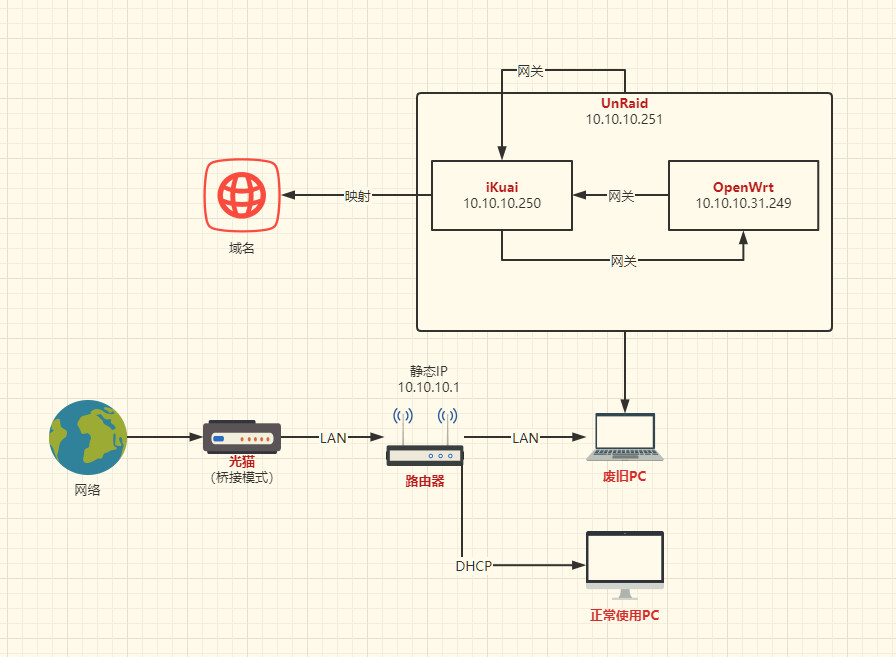 网关
UnRaid
10.10.10.251
iKuai
10.10.10.250
网关
OpenWrt
10.10.10.31.249
映射
域名
网关
静态IP
10.10.10.1
网络
光猫
（桥接模式）
LAN
路由器
LAN
废旧PC
DHCP
正常使用PC